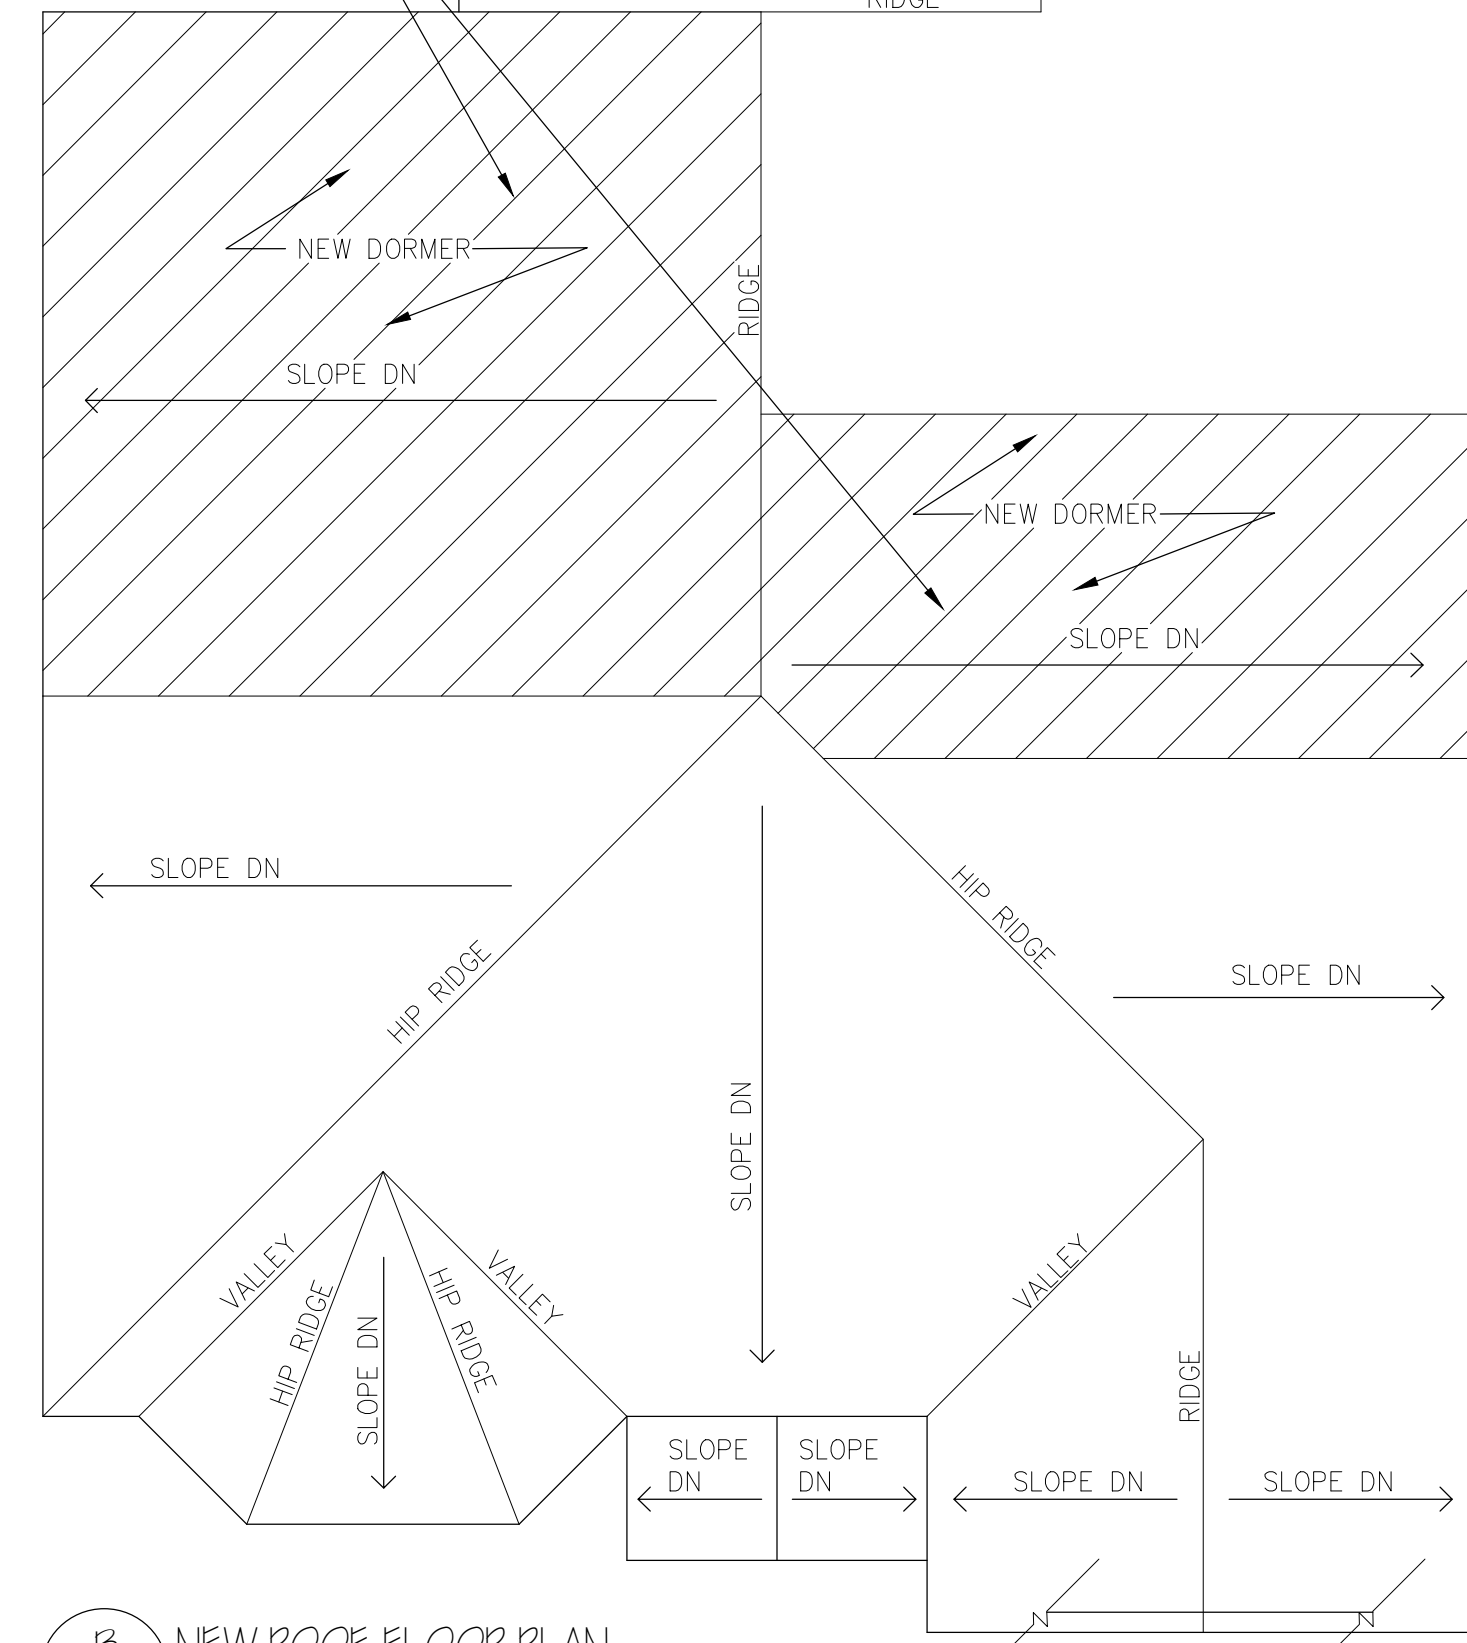 RIDGE
NEW DORMER
RIDGE
SLOPE DN
NEW DORMER
SLOPE DN
SLOPE DN
HIP RIDGE
HIP RIDGE
SLOPE DN
SLOPE DN
VALLEY
HIP RIDGE
SLOPE DN
HIP RIDGE
VALLEY
VALLEY
RIDGE
SLOPE
DN
SLOPE
DN
SLOPE DN
SLOPE DN
N
N
B
NEW ROOF FLOOR PLAN